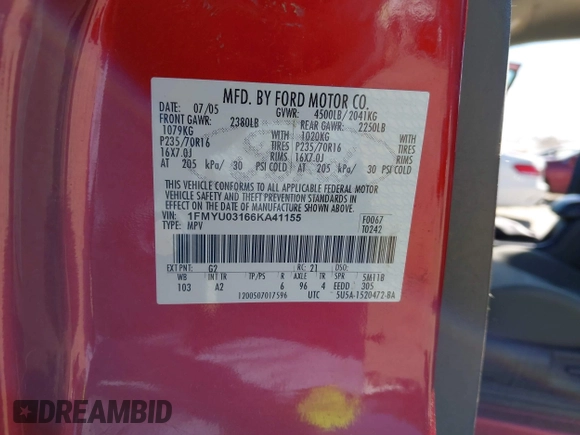 MFD. BY FORD MOTOR CO.
DATE: 07/05 GVWR: 4500LB/2041KG
FRONT GAWR: 2380LB REAR GAWR: 2250LB
1079KG WITH 1020KG WITH
P235/70R16 TIRES P235/70R16 TIRES
16X7.0J RIMS 16X7.0J RIMS
AT 205 kPa/ 30 PSI COLD AT 205 kPa/ 30 PSI COLD
THIS VEHICLE CONFORMS TO ALL APPLICABLE FEDERAL MOTOR
VEHICLE SAFETY AND THEFT PREVENTION STANDARDS IN
EFFECT ON THE DATE OF MANUFACTURE SHOWN ABOVE.
VIN: 1FMYU03166KA41155 F0067
TYPE: MPV T0242
EXT PNT: G2 RC: 21 DSO:
WB INT TR TP/PS R AXLE TR SPR 5M11B
103 A2 6 96 4 EEDD 305
1200507017596 UTC 5U5A-1520472-BA
DREAMBID